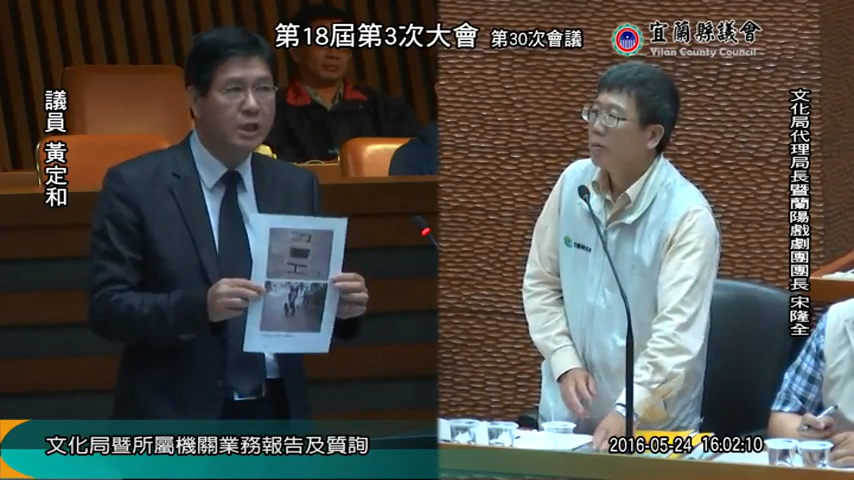 第18屆第3次大會 第30次會議
宜蘭縣議會
Yilan County Council
議員 黃定和
文化局代理局長暨蘭陽戲劇團團長 宋隆全
文化局暨所屬機關業務報告及質詢
2016-05-24 16:02:10